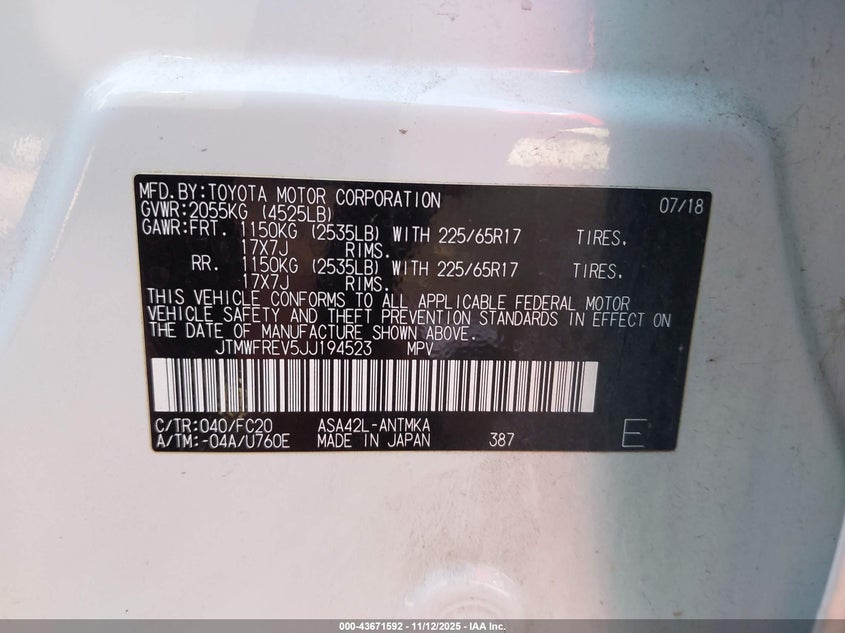 MFD. BY: TOYOTA MOTOR CORPORATION 07/18
GVWR: 2055KG (4525LB)
GAWR: FRT. 1150KG (2535LB) WITH 225/65R17 TIRES,
17X7J RIMS.
RR. 1150KG (2535LB) WITH 225/65R17 TIRES,
17X7J RIMS.
THIS VEHICLE CONFORMS TO ALL APPLICABLE FEDERAL MOTOR
VEHICLE SAFETY AND THEFT PREVENTION STANDARDS IN EFFECT ON
THE DATE OF MANUFACTURE SHOWN ABOVE.
JTMWFREV5JJ194523 MPV
C/TR: 040/FC20 ASA42L-ANTMKA
A/TM: -04A/U760E MADE IN JAPAN 387 E
000-43671592 - 11/12/2025 - IAA Inc.